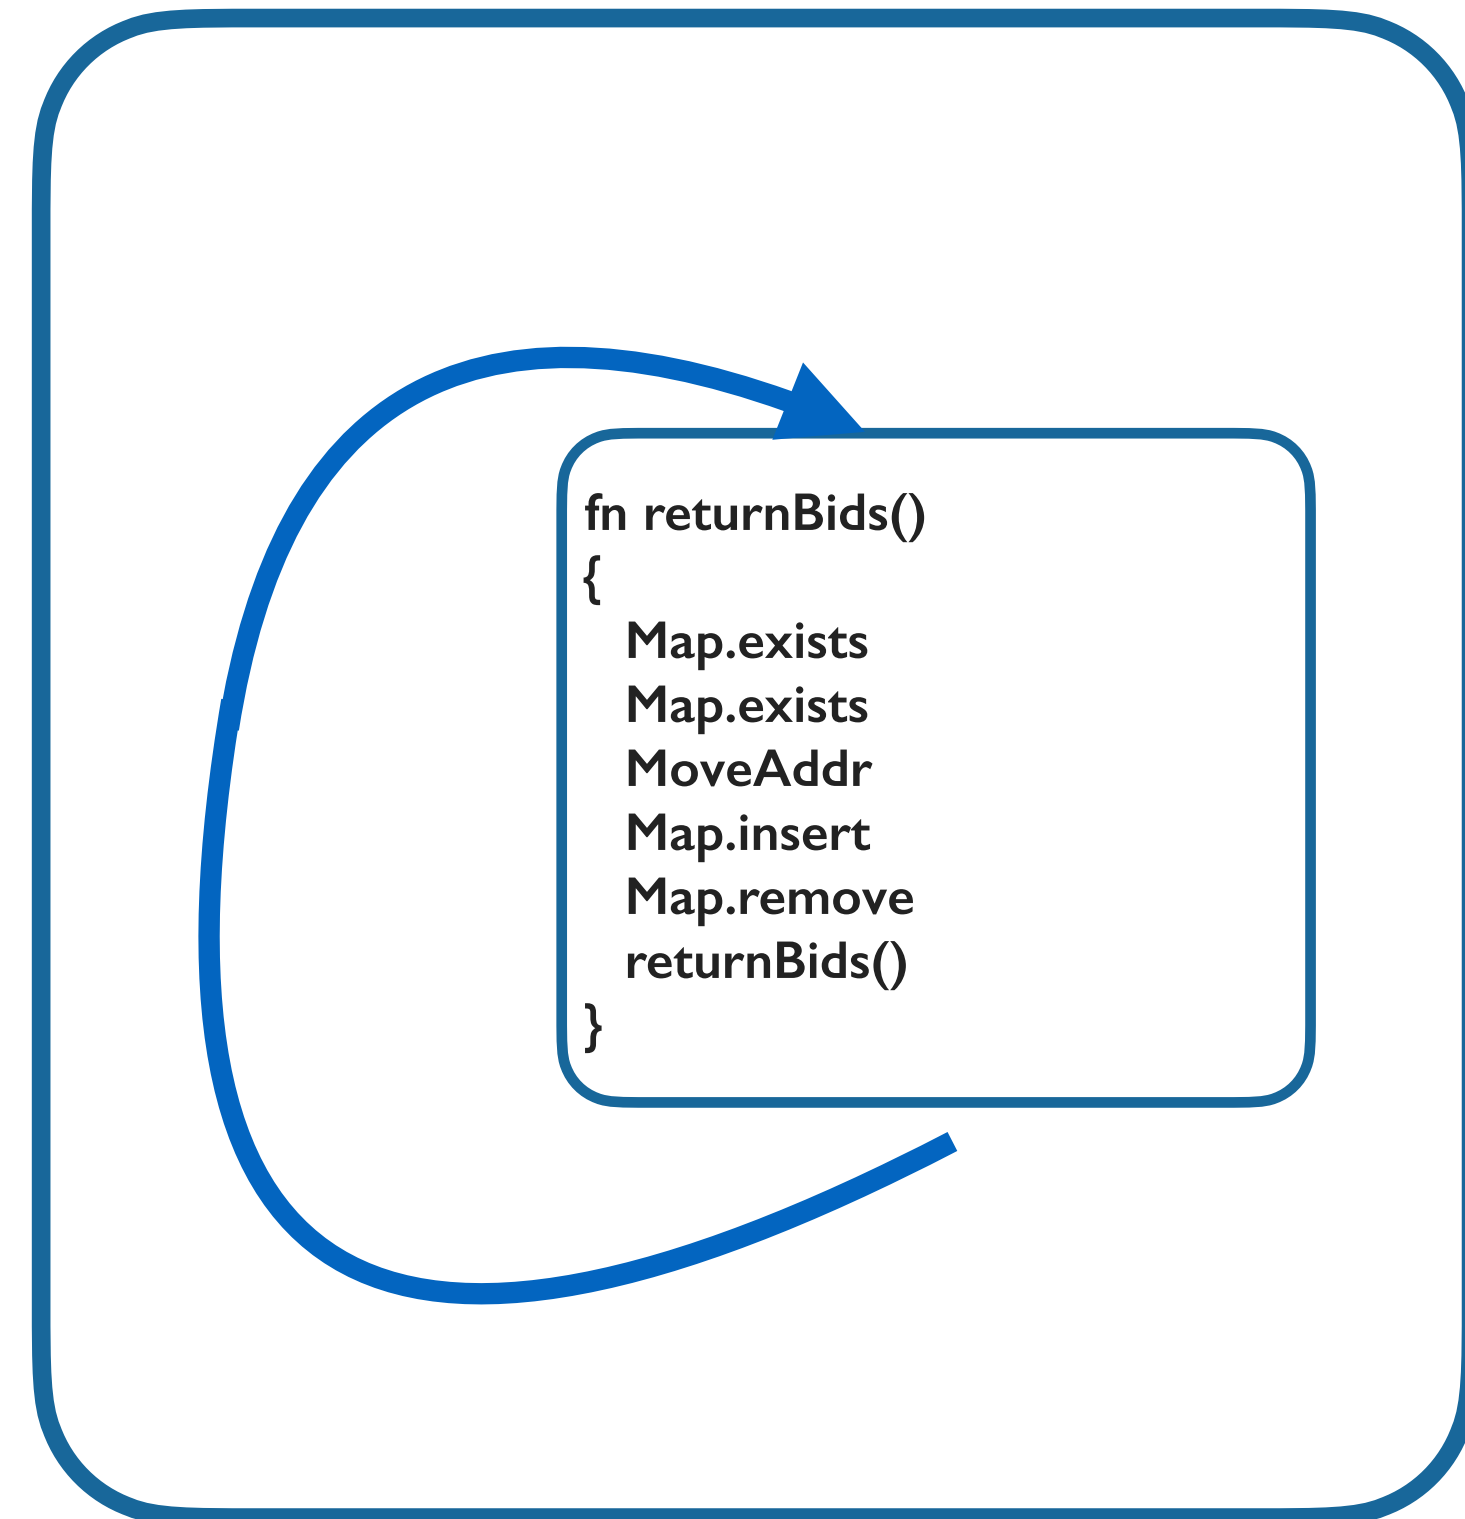 fn returnBids()
{
Map.exists
Map.exists
MoveAddr
Map.insert
Map.remove
returnBids()
}